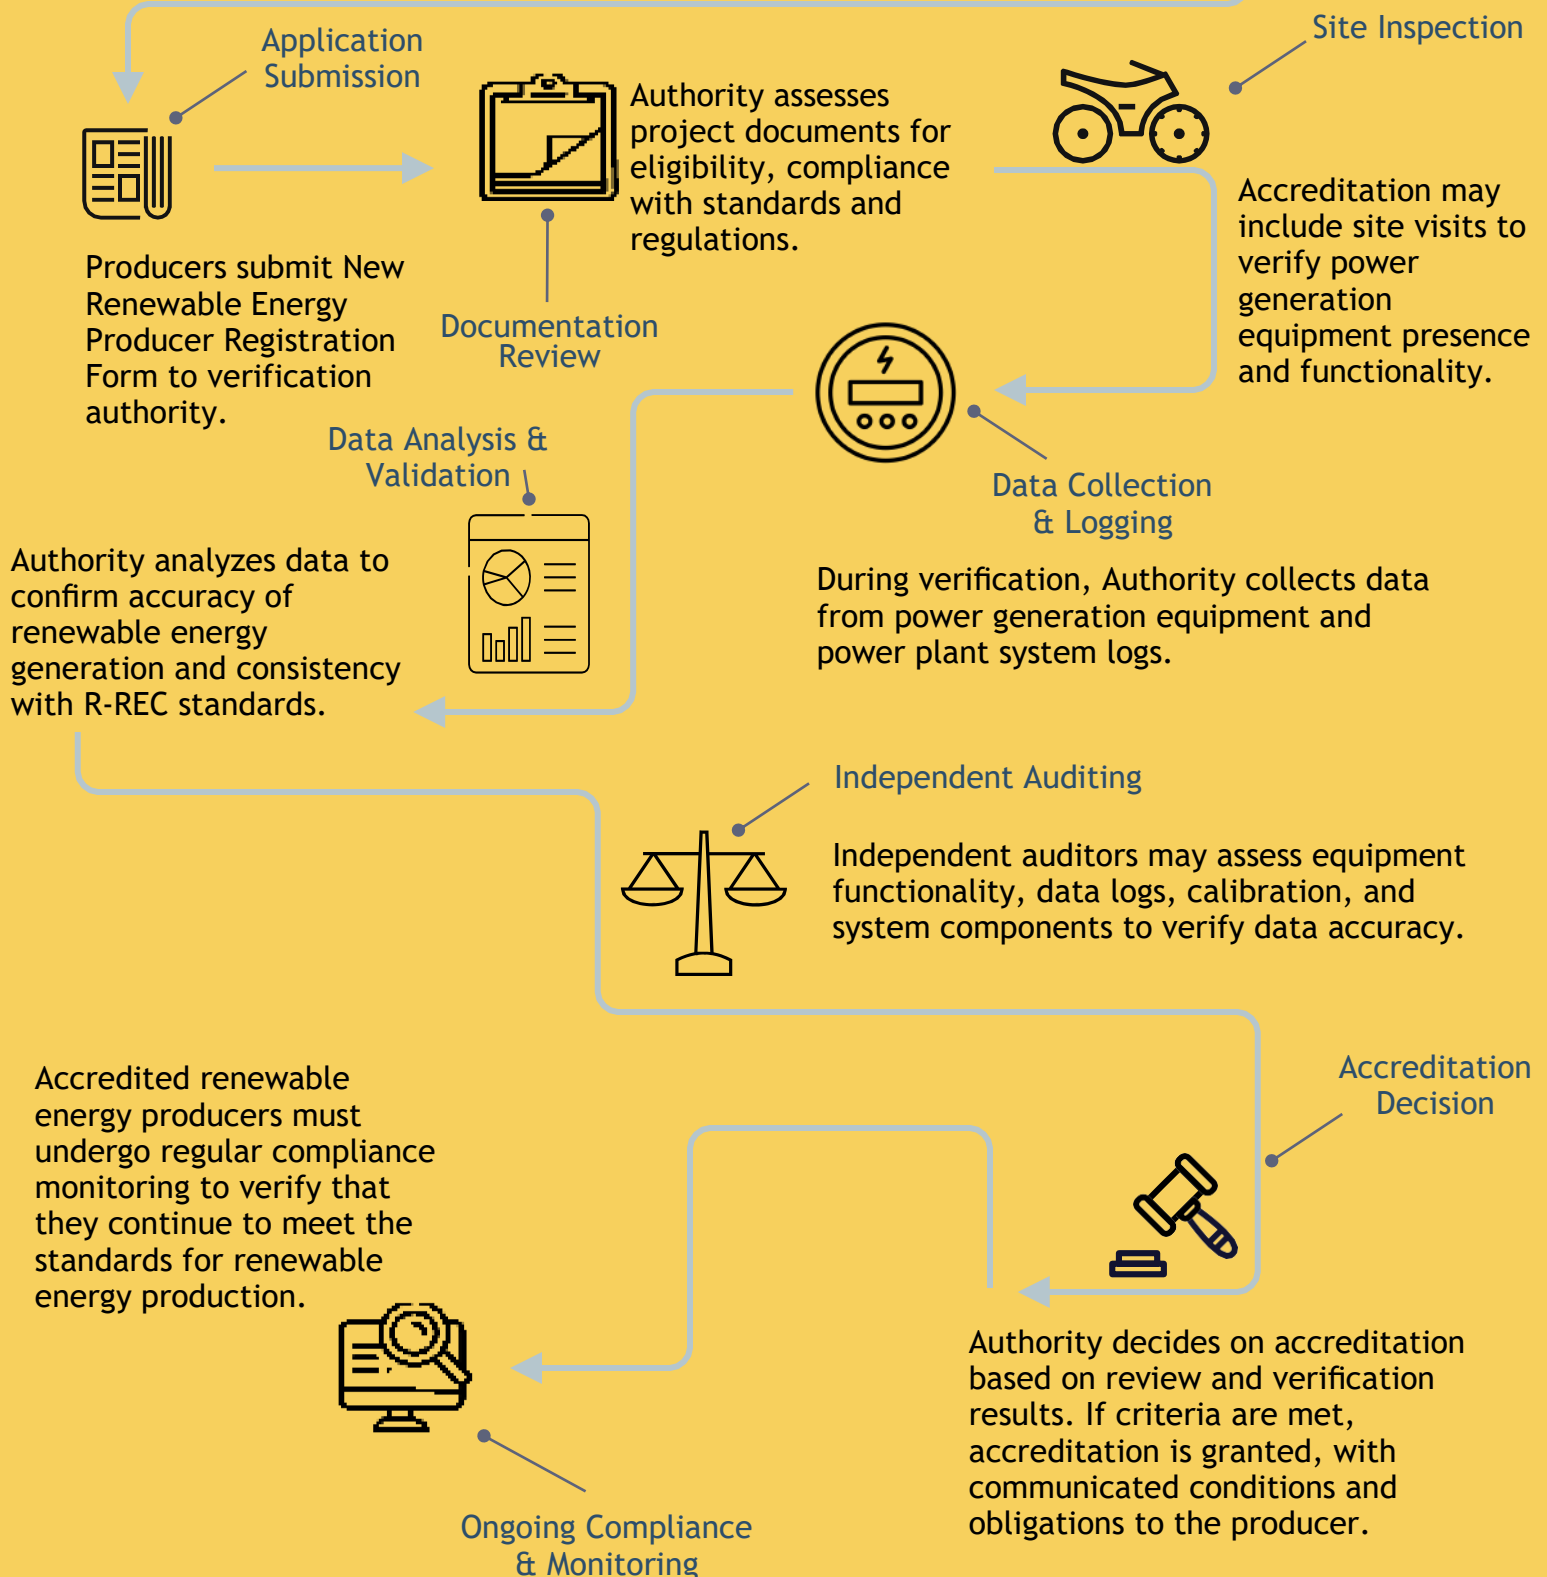 Application
Submission
Producers submit New
Renewable Energy
Producer Registration
Form to verification
authority.
Documentation
Review
Authority assesses
project documents for
eligibility, compliance
with standards and
regulations.
Site Inspection
Accreditation may
include site visits to
verify power
generation
equipment presence
and functionality.
Data Collection
& Logging
During verification, Authority collects data
from power generation equipment and
power plant system logs.
Data Analysis &
Validation
Authority analyzes data to
confirm accuracy of
renewable energy
generation and consistency
with R-REC standards.
Independent Auditing
Independent auditors may assess equipment
functionality, data logs, calibration, and
system components to verify data accuracy.
Accreditation
Decision
Authority decides on accreditation
based on review and verification
results. If criteria are met,
accreditation is granted, with
communicated conditions and
obligations to the producer.
Accredited renewable
energy producers must
undergo regular compliance
monitoring to verify that
they continue to meet the
standards for renewable
energy production.
Ongoing Compliance
& Monitoring